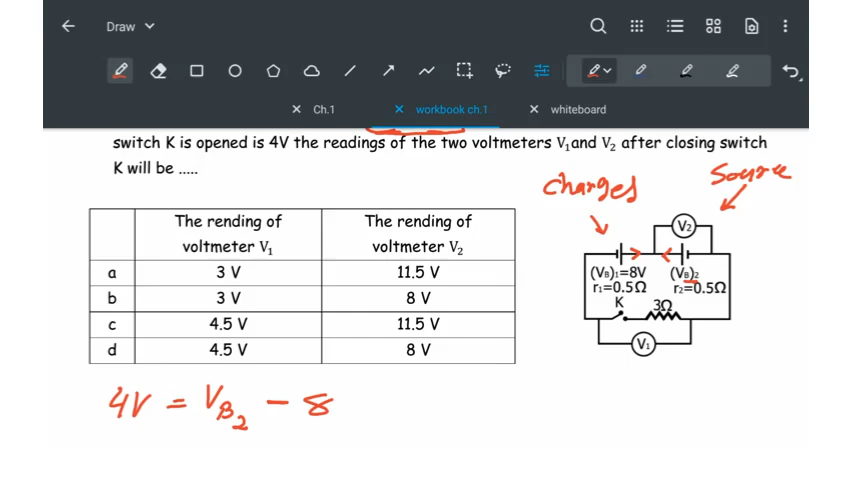 Draw
Ch.1
workbook ch.1
whiteboard
switch K is opened is 4V the readings of the two voltmeters V₁and V₂ after closing switch
K will be .....
The rending of voltmeter V₁
The rending of voltmeter V₂
a 3 V 11.5 V
b 3 V 8 V
c 4.5 V 11.5 V
d 4.5 V 8 V
charges
Source
V₂
(V_B)₁=8V
(V_B)₂
r₁=0.5Ω
r₂=0.5Ω
K
3Ω
V₁
4V = V_B₂ - 8